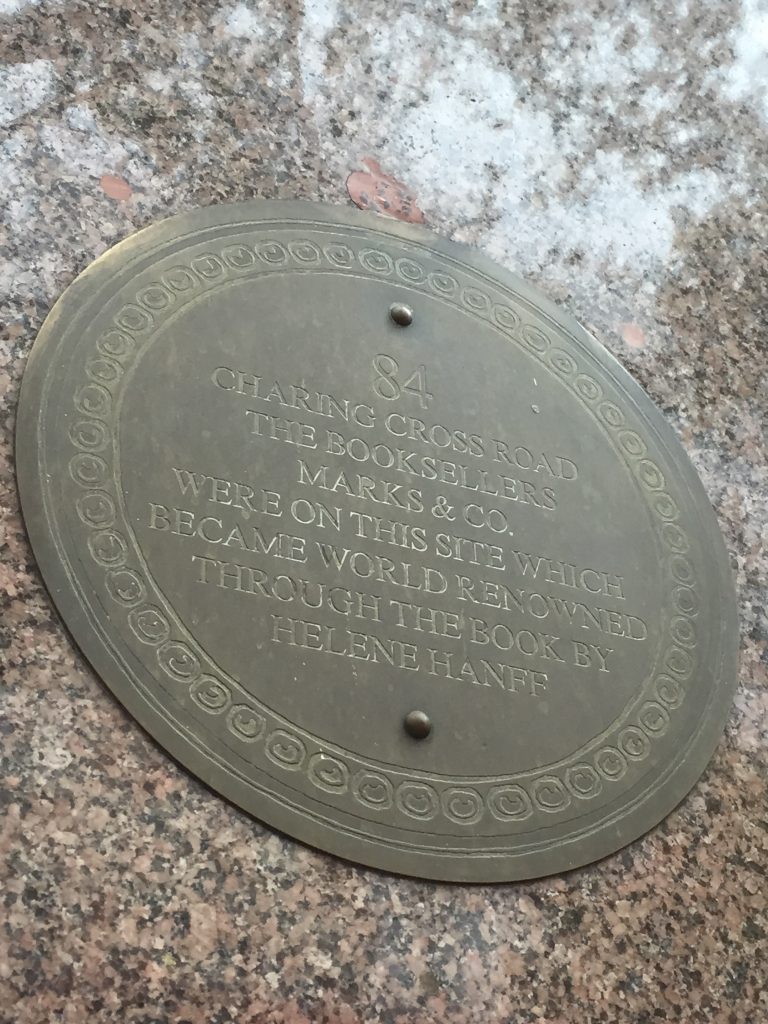 84
CHARING CROSS ROAD
THE BOOKSELLERS
MARKS & CO.
WERE ON THIS SITE WHICH
BECAME WORLD RENOWNED
THROUGH THE BOOK BY
HELENE HANFF